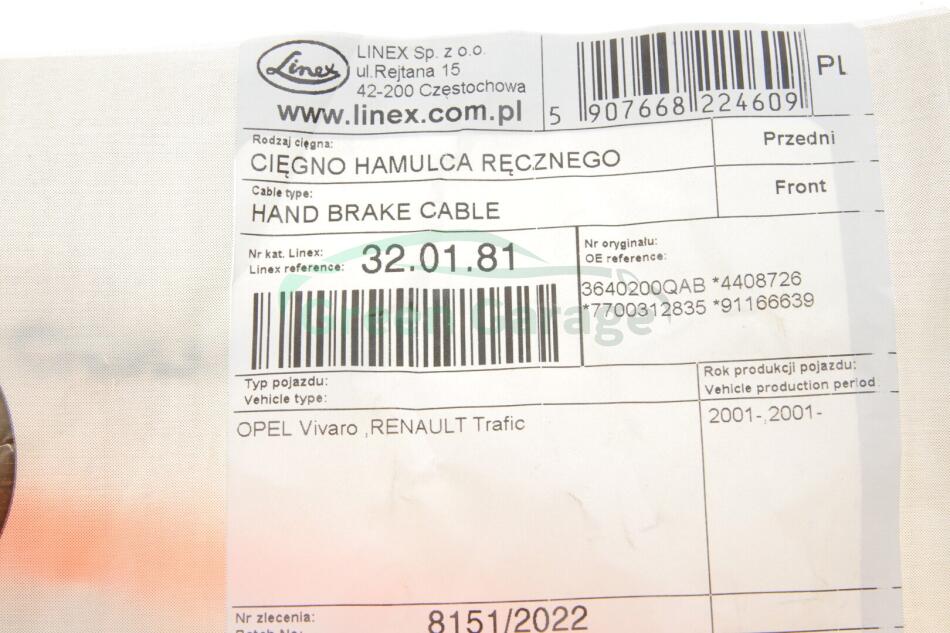 Linex
LINEX Sp. z o.o.
ul.Rejtana 15
42-200 Częstochowa
www.linex.com.pl
5 907668 224609
PL
Rodzaj cięgna:
CIĘGNO HAMULCA RĘCZNEGO
Przedni
Cable type:
HAND BRAKE CABLE
Front
Nr kat. Linex:
Linex reference:
32.01.81
Nr oryginału:
OE reference:
3640200QAB *4408726
*7700312835 *91166639
Green Garage
Typ pojazdu:
Vehicle type:
Rok produkcji pojazdu:
Vehicle production period
OPEL Vivaro ,RENAULT Trafic
2001-,2001-
Nr zlecenia:
8151/2022
Batch No: